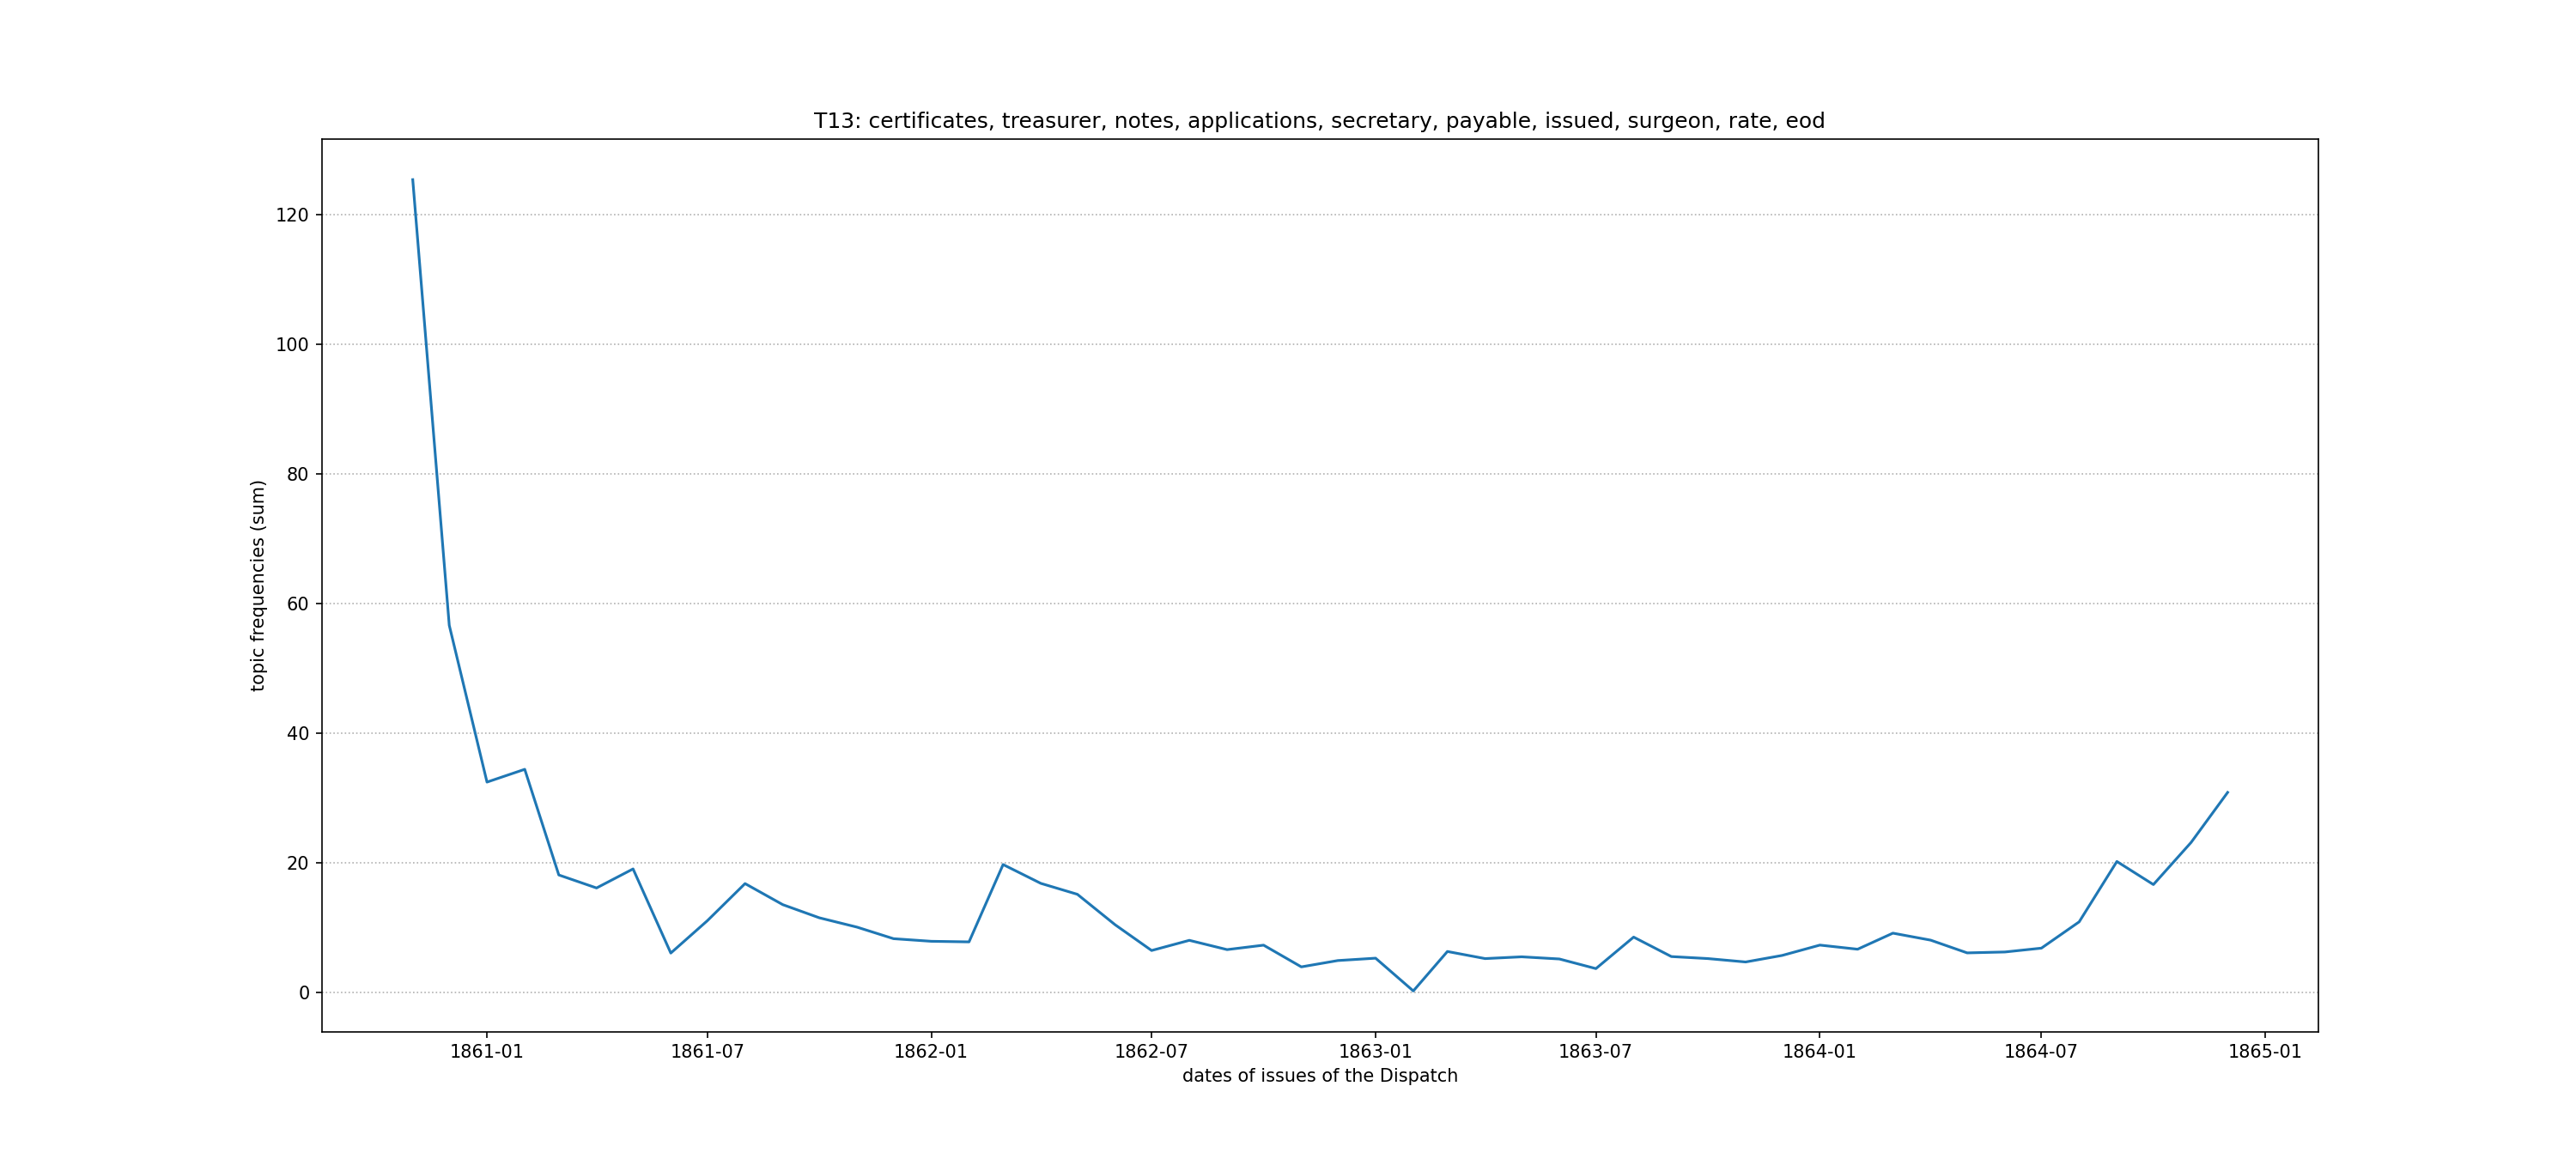 T13: certificates, treasurer, notes, applications, secretary, payable, issued, surgeon, rate, eod
120
100
80
60
40
20
0
topic frequencies (sum)
1861-01 1861-07 1862-01 1862-07 1863-01 1863-07 1864-01 1864-07 1865-01
dates of issues of the Dispatch